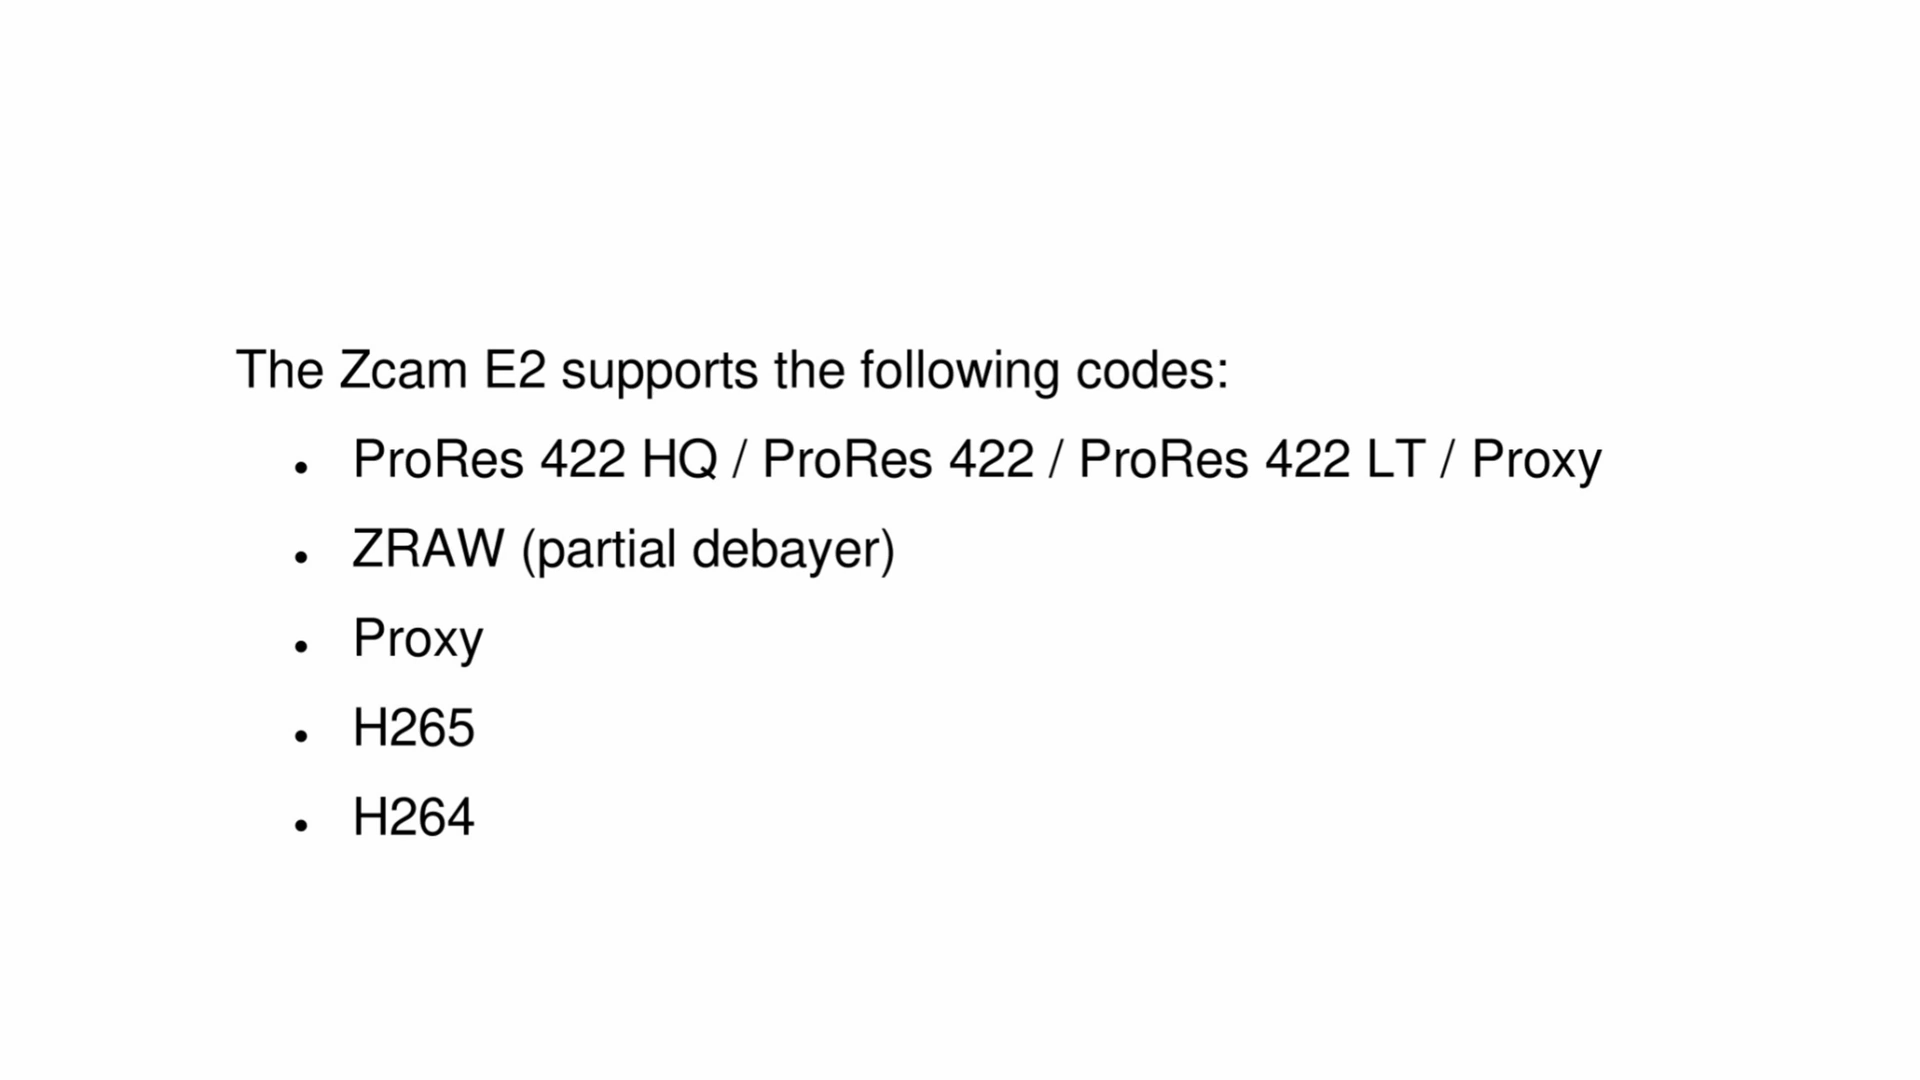 The Zcam E2 supports the following codes:
• ProRes 422 HQ / ProRes 422 / ProRes 422 LT / Proxy
• ZRAW (partial debayer)
• Proxy
• H265
• H264